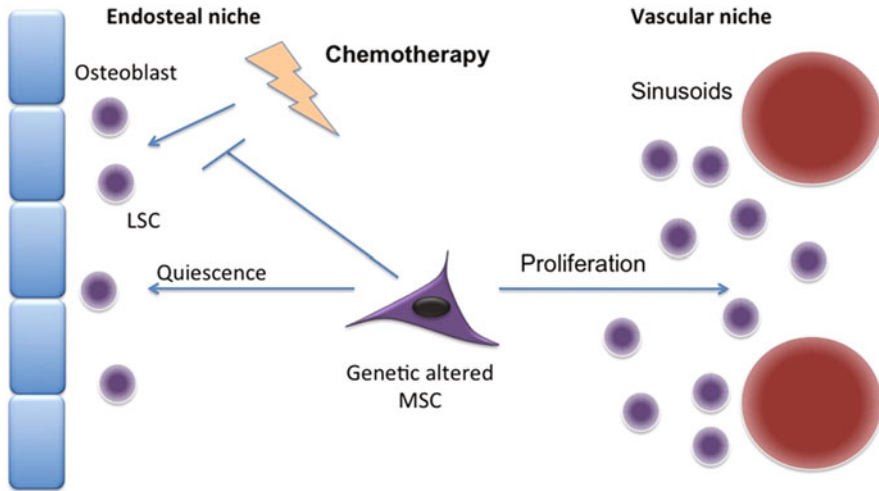 Endosteal niche
Vascular niche
Chemotherapy
Osteoblast
Sinusoids
LSC
Quiescence
Proliferation
Genetic altered
MSC